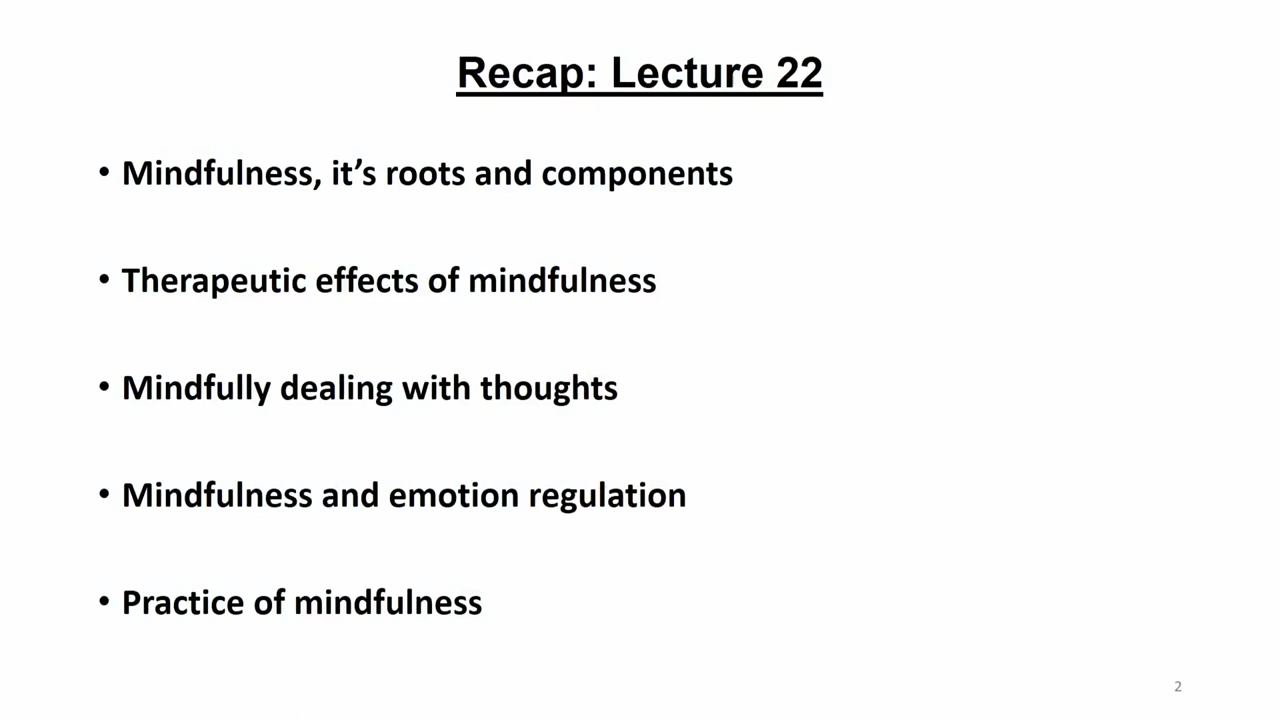 Recap: Lecture 22
• Mindfulness, it’s roots and components
• Therapeutic effects of mindfulness
• Mindfully dealing with thoughts
• Mindfulness and emotion regulation
• Practice of mindfulness
2